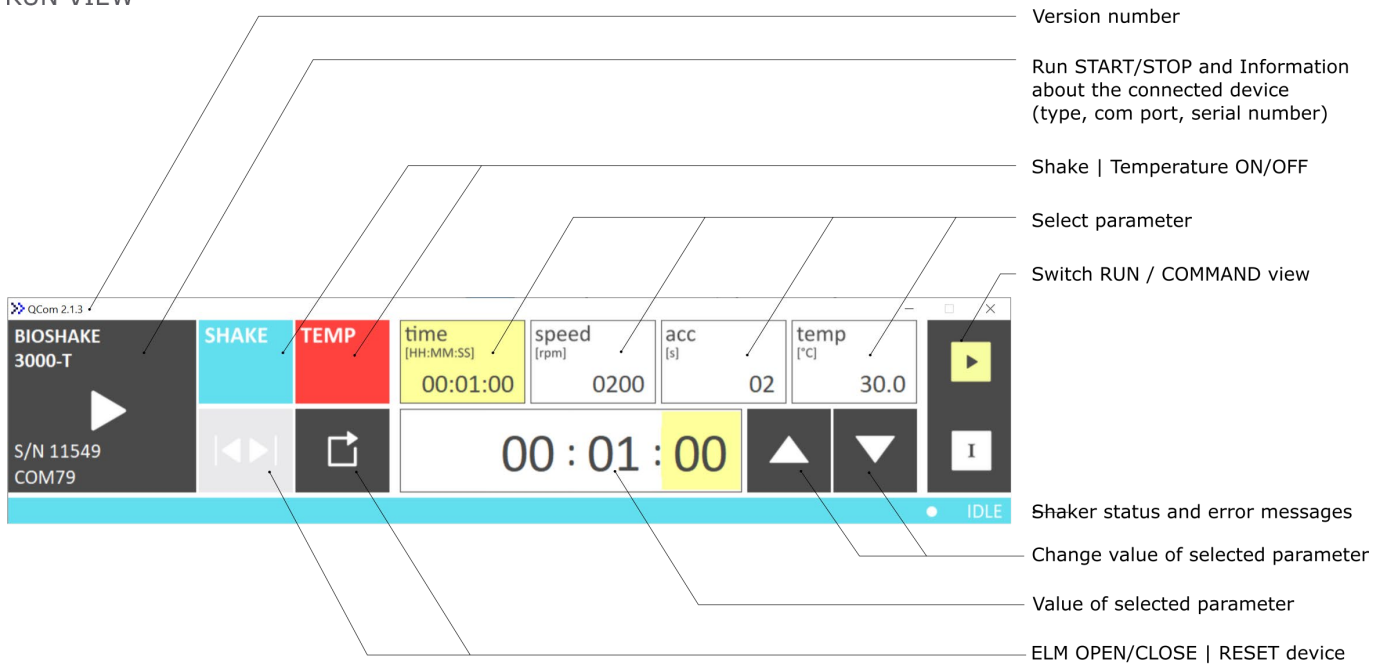 RUN VIEW
Version number
Run START/STOP and Information
about the connected device
(type, com port, serial number)
Shake | Temperature ON/OFF
Select parameter
Switch RUN / COMMAND view
QCom 2.1.3
BIOSHAKE
3000-T
SHAKE
TEMP
time
[HH:MM:SS]
00:01:00
speed
[rpm]
0200
acc
[s]
02
temp
[°C]
30.0
S/N 11549
COM79
00 : 01 : 00
I
IDLE
Shaker status and error messages
Change value of selected parameter
Value of selected parameter
ELM OPEN/CLOSE | RESET device